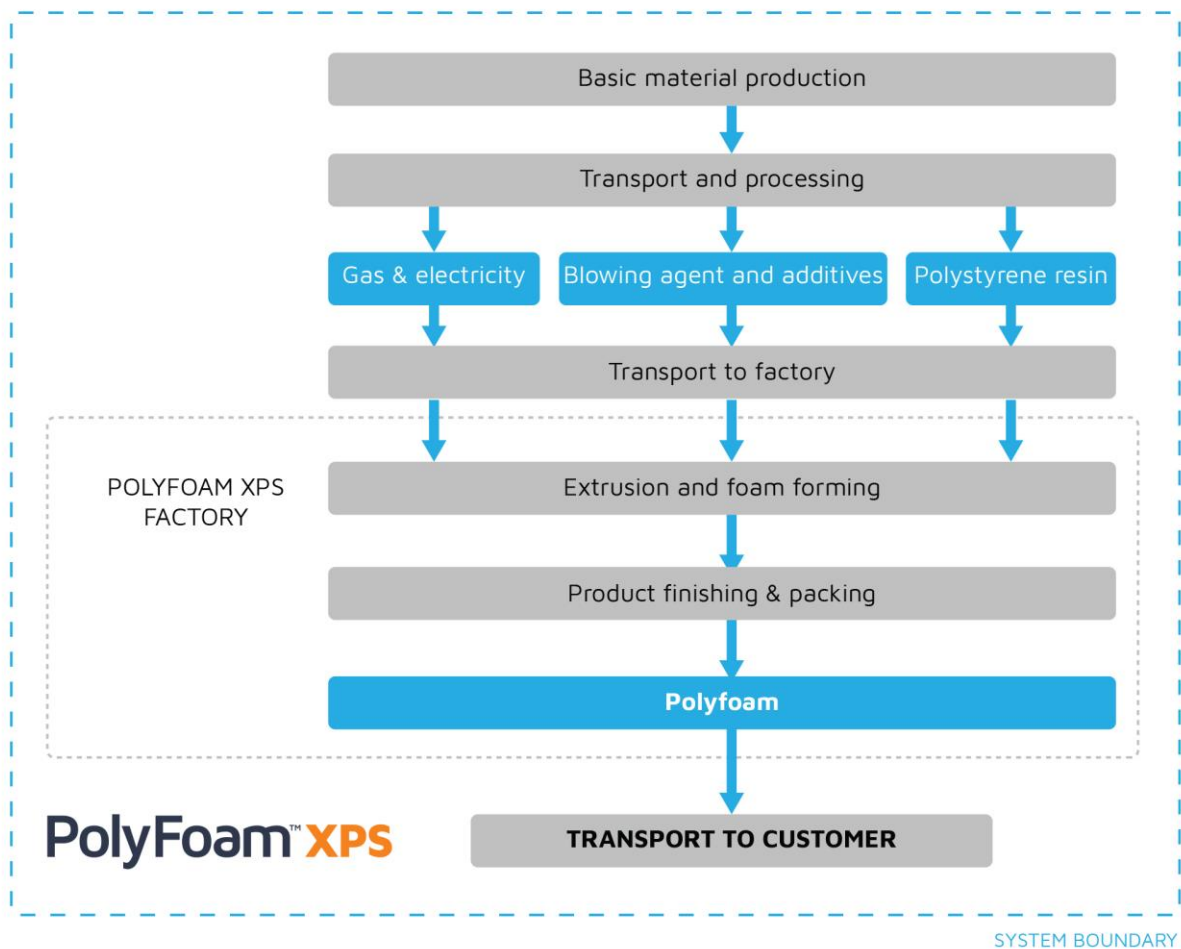 Basic material production
Transport and processing
Gas & electricity
Blowing agent and additives
Polystyrene resin
Transport to factory
POLYFOAM XPS
FACTORY
Extrusion and foam forming
Product finishing & packing
Polyfoam
PolyFoam™ XPS
TRANSPORT TO CUSTOMER
SYSTEM BOUNDARY